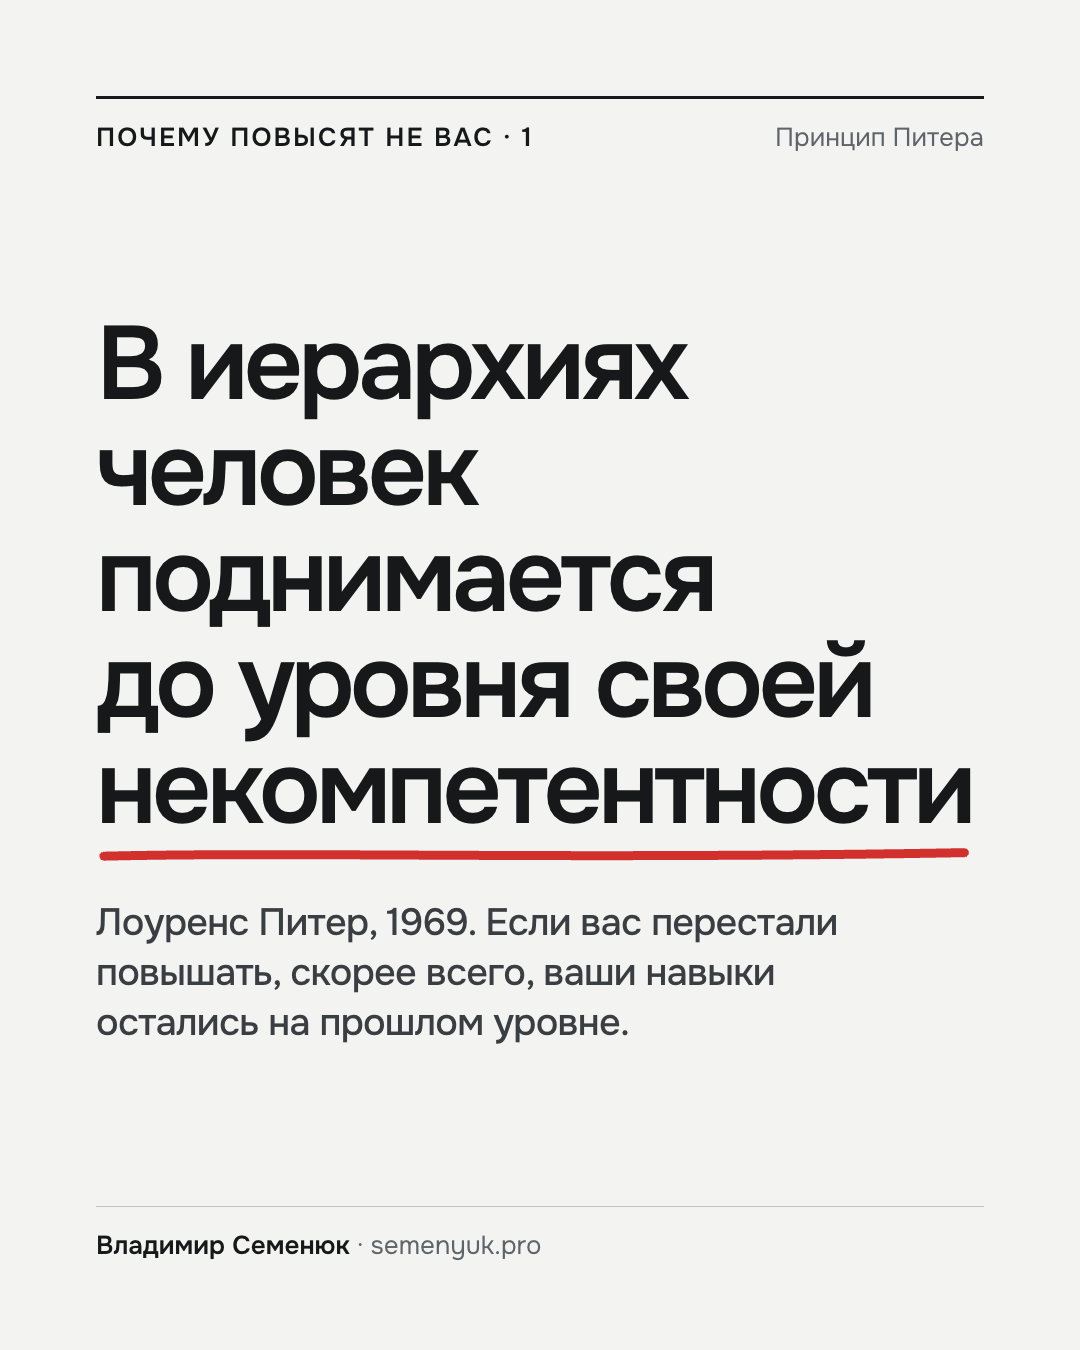 ПОЧЕМУ ПОВЫСЯТ НЕ ВАС · 1
Принцип Питера
В иерархиях
человек
поднимается
до уровня своей
некомпетентности
Лоуренс Питер, 1969. Если вас перестали
повышать, скорее всего, ваши навыки
остались на прошлом уровне.
Владимир Семенюк · semenyuk.pro